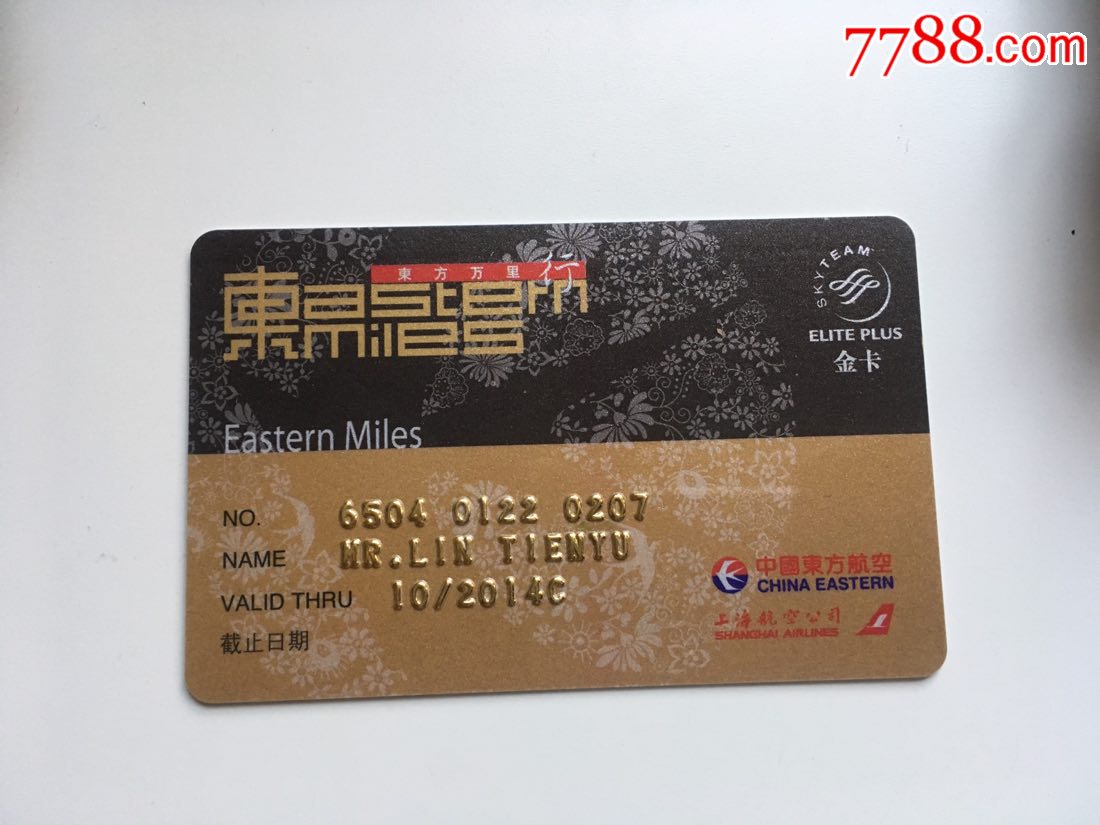 7788.com
東方万里行
東eastern
miles
SKYTEAM
ELITE PLUS
金卡
Eastern Miles
NO. 6504 0122 0207
NAME MR.LIN TIENYU
VALID THRU 10/2014C
截止日期
中國東方航空
CHINA EASTERN
上海航空公司
SHANGHAI AIRLINES